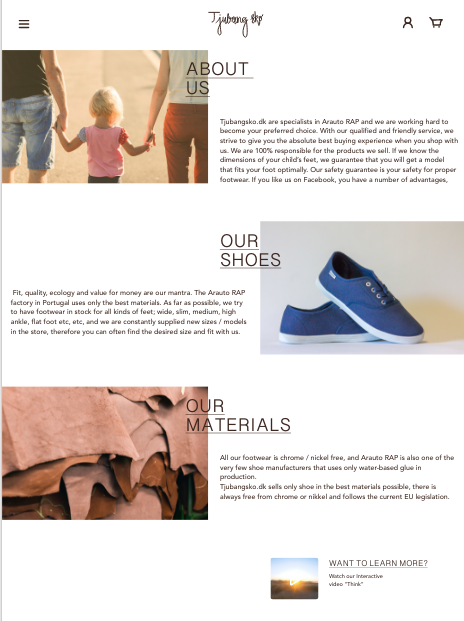 Tjubang sko
ABOUT
US
Tjubangsko.dk are specialists in Arauto RAP and we are working hard to
become your preferred choice. With our qualified and friendly service, we
strive to give you the absolute best buying experience when you shop with
us. We are 100% responsible for the products we sell. If we know the
dimensions of your child's feet, we guarantee that you will get a model
that fits your foot optimally. Our safety guarantee is your safety for proper
footwear. If you like us on Facebook, you have a number of advantages,
OUR
SHOES
Fit, quality, ecology and value for money are our mantra. The Arauto RAP
factory in Portugal uses only the best materials. As far as possible, we try
to have footwear in stock for all kinds of feet; wide, slim, medium, high
ankle, flat foot etc, etc, and we are constantly supplied new sizes / models
in the store, therefore you can often find the desired size and fit with us.
OUR
MATERIALS
All our footwear is chrome / nickel free, and Arauto RAP is also one of the
very few shoe manufacturers that uses only water-based glue in
production.
Tjubangsko.dk sells only shoe in the best materials possible, there is
always free from chrome or nikkel and follows the current EU legislation.
WANT TO LEARN MORE?
Watch our Interactive
video "Think"